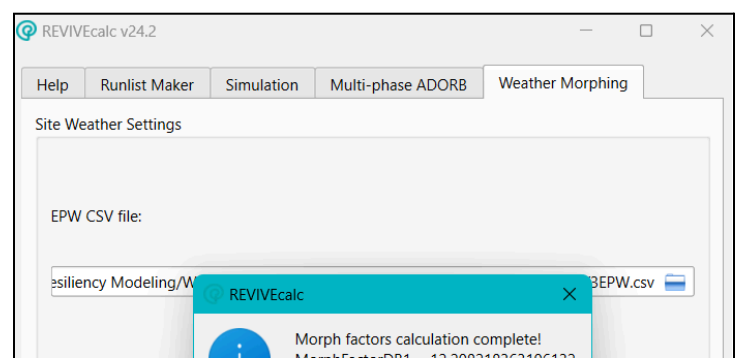 REVIVEcalc v24.2
Help Runlist Maker Simulation Multi-phase ADORB Weather Morphing
Site Weather Settings
EPW CSV file:
esiliency Modeling/W 3EPW.csv
REVIVEcalc
Morph factors calculation complete!